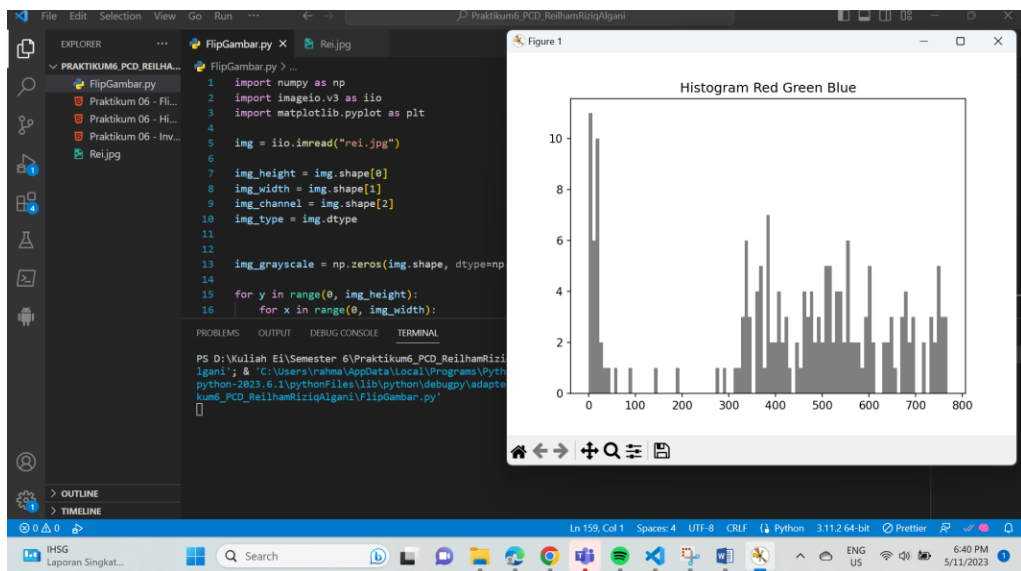 File Edit Selection View Go Run ··· Praktikum6_PCD_ReilhamRiziqAlgani
EXPLORER ···
PRAKTIKUM6_PCD_REILHA...
FlipGambar.py
Praktikum 06 - Fli...
Praktikum 06 - Hi...
Praktikum 06 - Inv...
Rei.jpg
OUTLINE
TIMELINE
1
4
1
FlipGambar.py
Rei.jpg
FlipGambar.py > ...
1 import numpy as np
2 import imageio.v3 as iio
3 import matplotlib.pyplot as plt
4
5 img = iio.imread("rei.jpg")
6
7 img_height = img.shape[0]
8 img_width = img.shape[1]
9 img_channel = img.shape[2]
10 img_type = img.dtype
11
12
13 img_grayscale = np.zeros(img.shape, dtype=np
14
15 for y in range(0, img_height):
16 for x in range(0, img_width):
PROBLEMS OUTPUT DEBUG CONSOLE TERMINAL
PS D:\Kuliah Ei\Semester 6\Praktikum6_PCD_ReilhamRizi
lgani'; & 'C:\Users\rahma\AppData\Local\Programs\Pyth
python-2023.6.1\pythonFiles\lib\python\debugpy\adapte
kum6_PCD_ReilhamRiziqAlgani\FlipGambar.py'
Figure 1
Histogram Red Green Blue
10
8
6
4
2
0
0 100 200 300 400 500 600 700 800
0 0 Ln 159, Col 1 Spaces: 4 UTF-8 CRLF Python 3.11.2 64-bit Prettier
IHSG
Laporan Singkat...
Search
ENG
US
6:40 PM
5/11/2023
1